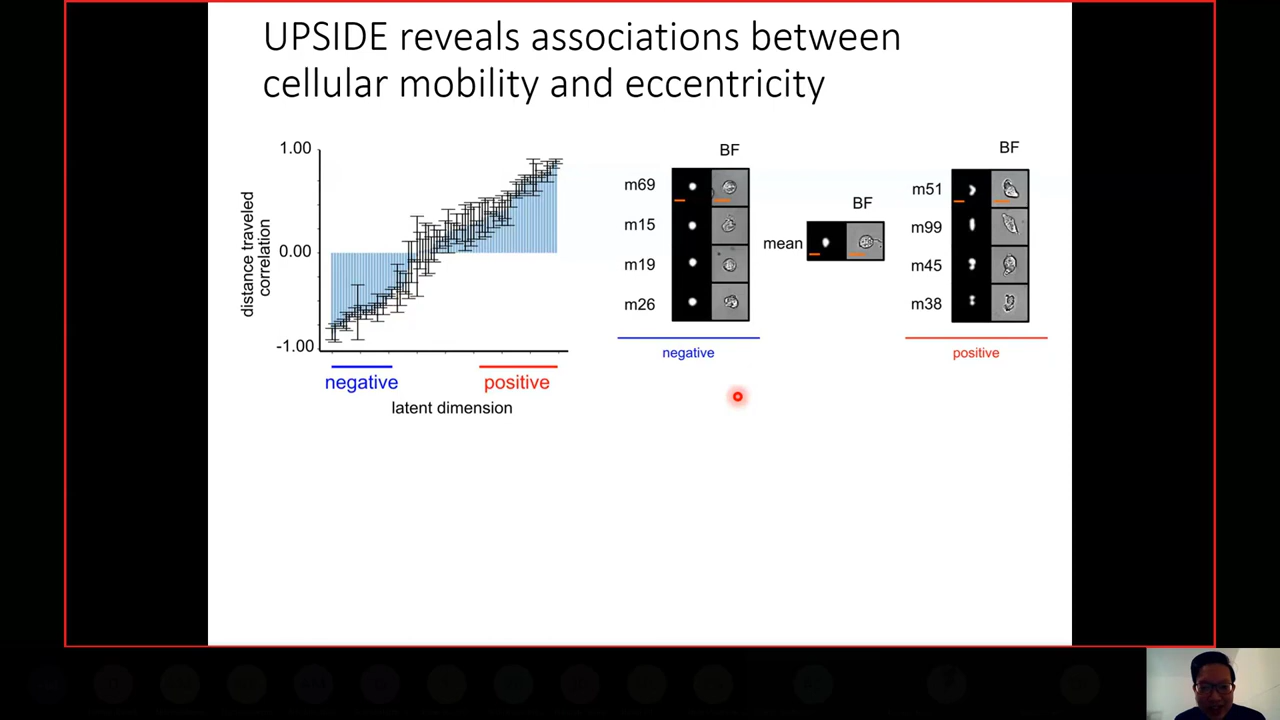 UPSIDE reveals associations between
cellular mobility and eccentricity
1.00
0.00
-1.00
distance traveled
correlation
negative
positive
latent dimension
BF
m69
m15
m19
m26
negative
BF
mean
BF
m51
m99
m45
m38
positive